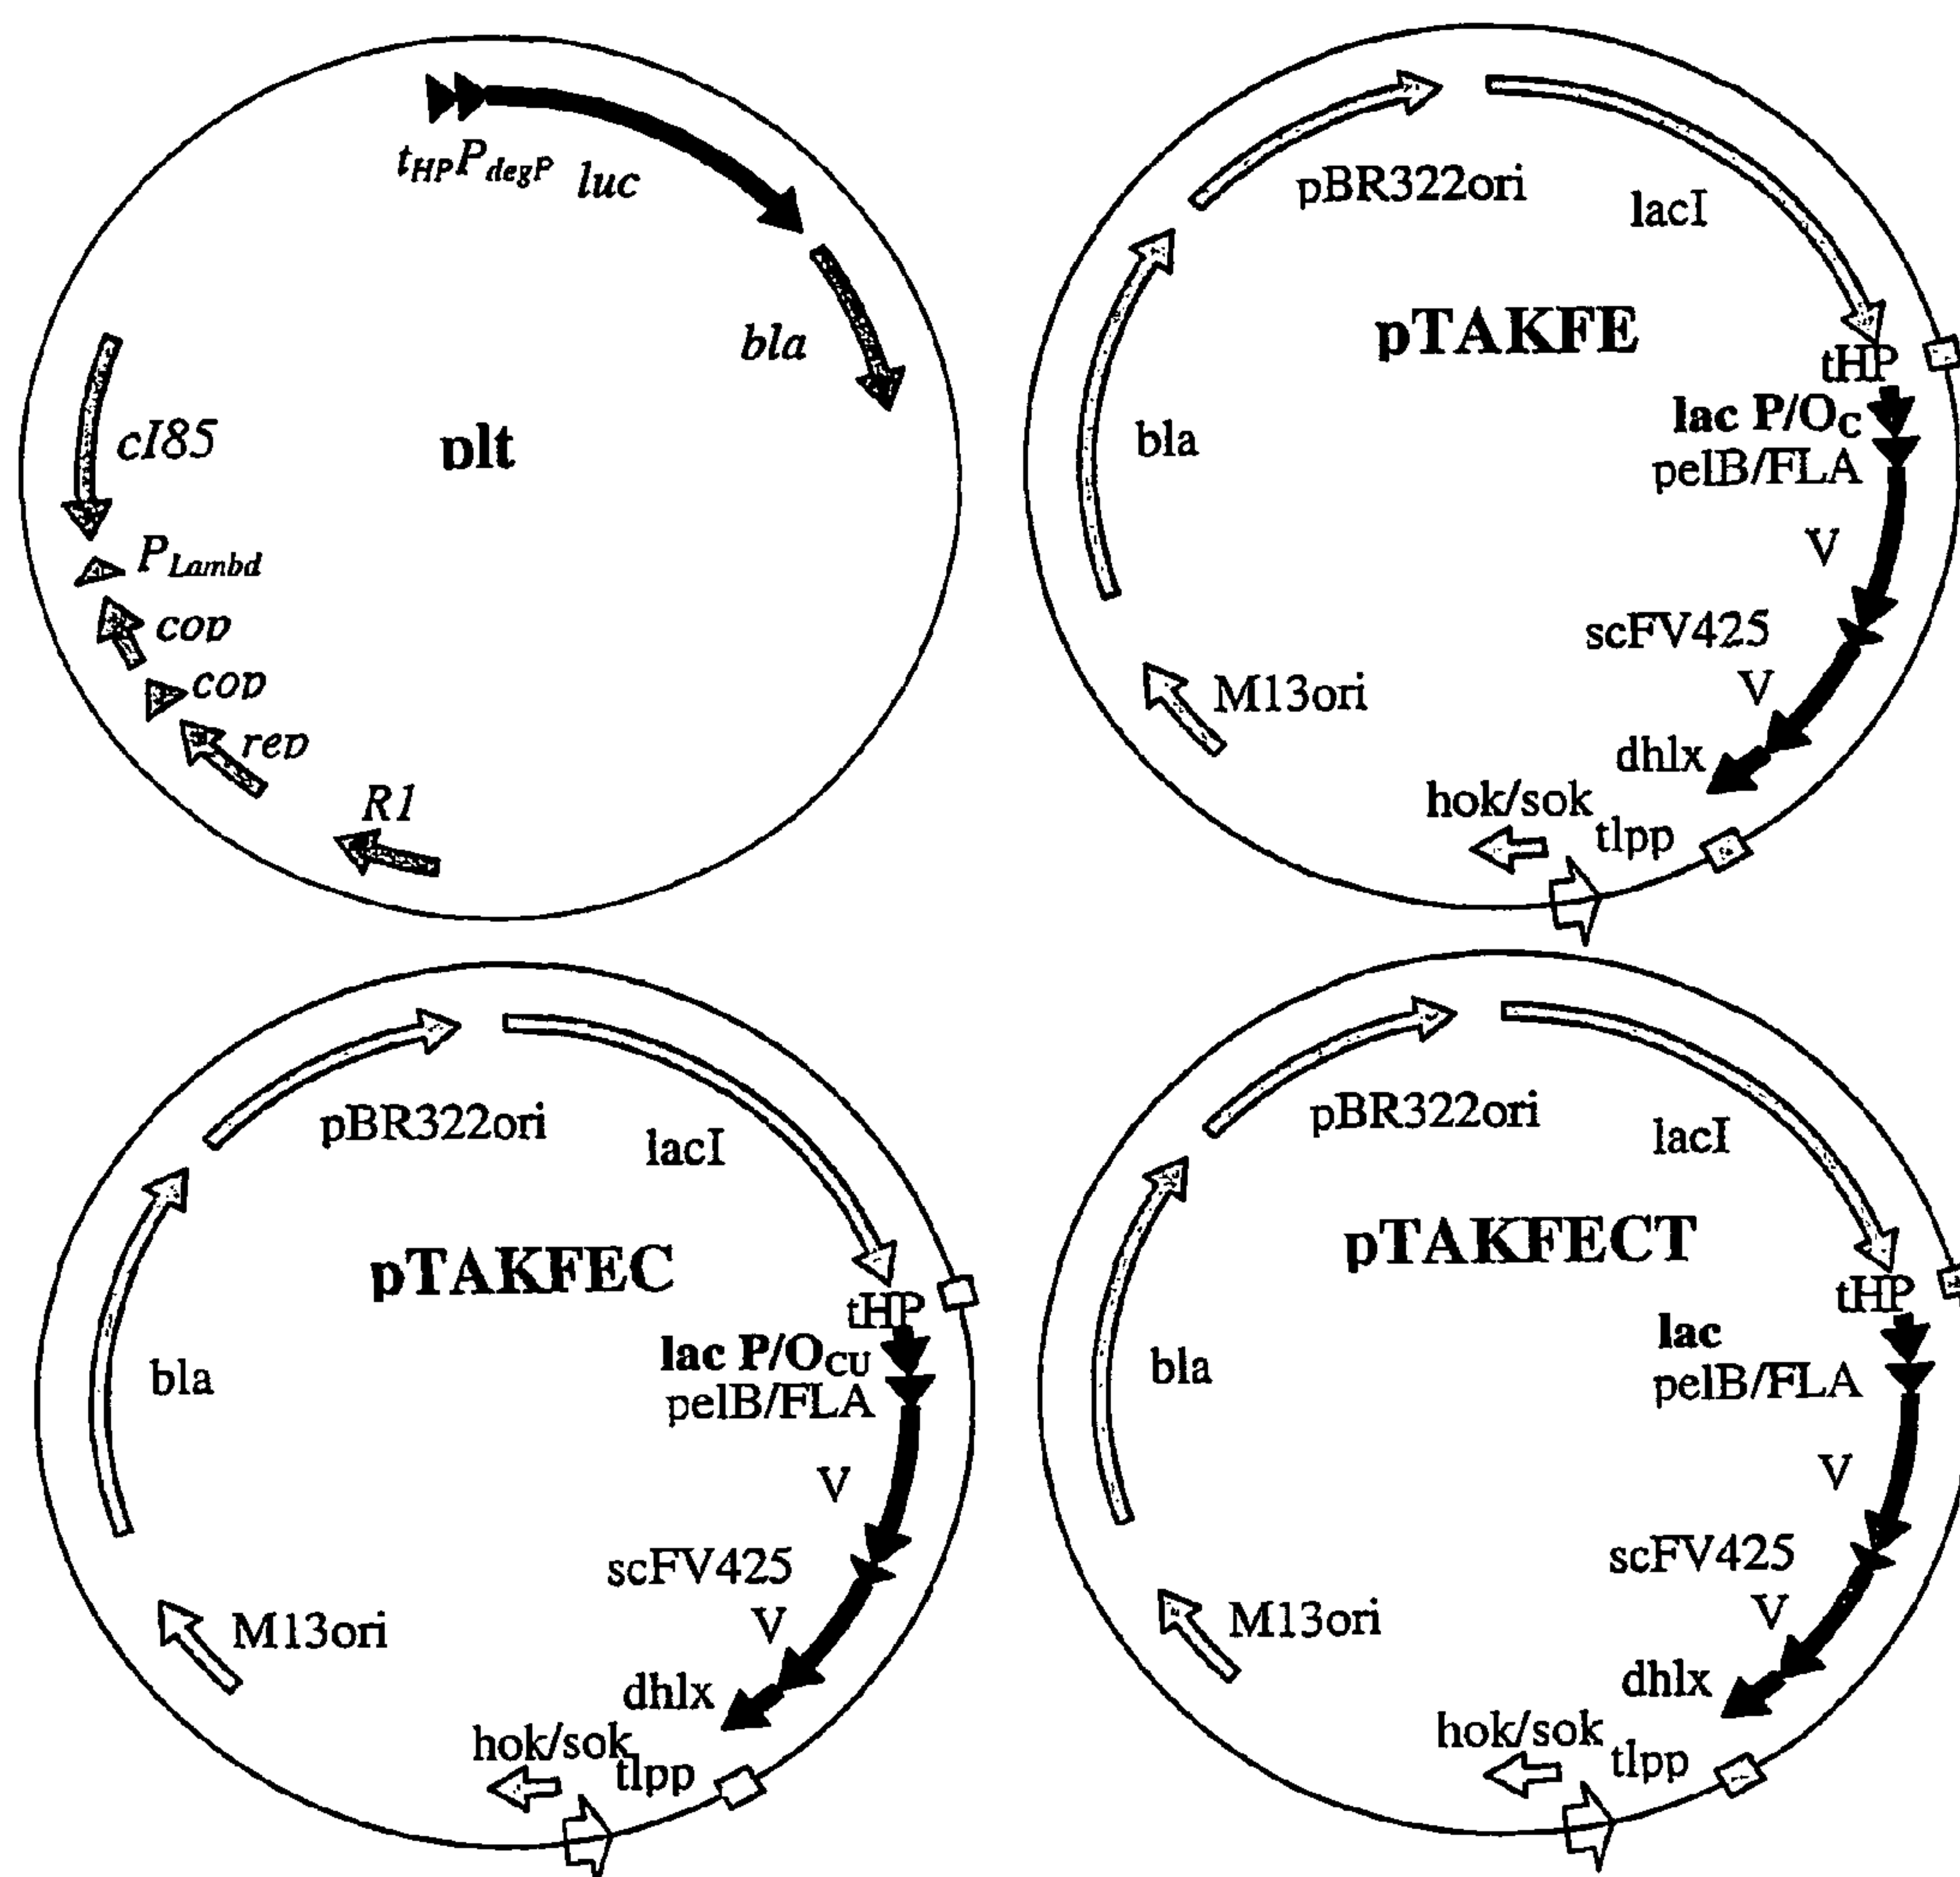 tHP PdegP luc
bla
cI85
plt
PLambd
cop
cop
rep
R1
pBR322ori
lacI
pTAKFE
tHP
lac P/OC
bla
pelB/FLA
V
scFV425
V
M13ori
dhlx
hok/sok
tlpp
pBR322ori
lacI
pTAKFEC
tHP
lac P/OCU
bla
pelB/FLA
V
scFV425
V
M13ori
dhlx
hok/sok
tlpp
pBR322ori
lacI
pTAKFECT
tHP
lac
bla
pelB/FLA
V
scFV425
V
M13ori
dhlx
hok/sok
tlpp